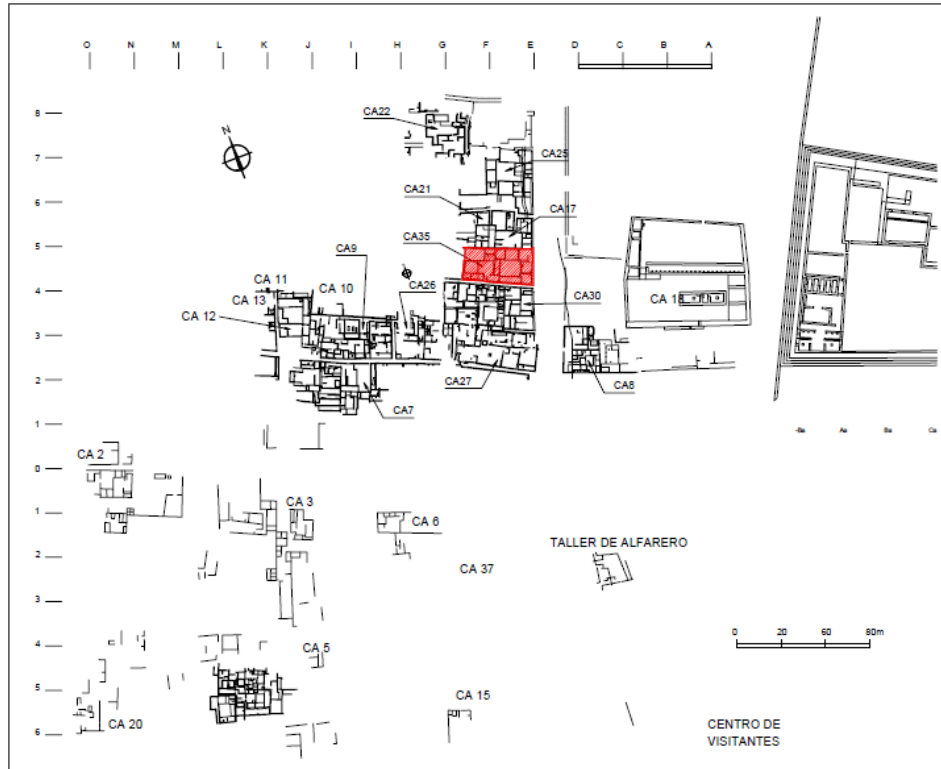 O N M L K J I H G F E D C B A
8
CA22
7
N
CA25
6
CA21
CA17
5
CA35
CA9
4
CA 11
CA26
CA 1
CA 13
CA 10
CA30
CA 12
3
2
CA27
CA8
CA7
1
-Ba Aa Ba Ca
CA 2
0
CA 3
1
CA 6
TALLER DE ALFARERO
2
CA 37
3
0 20 60 80m
4
CA 5
5
CA 15
CA 20
CENTRO DE
VISITANTES
6